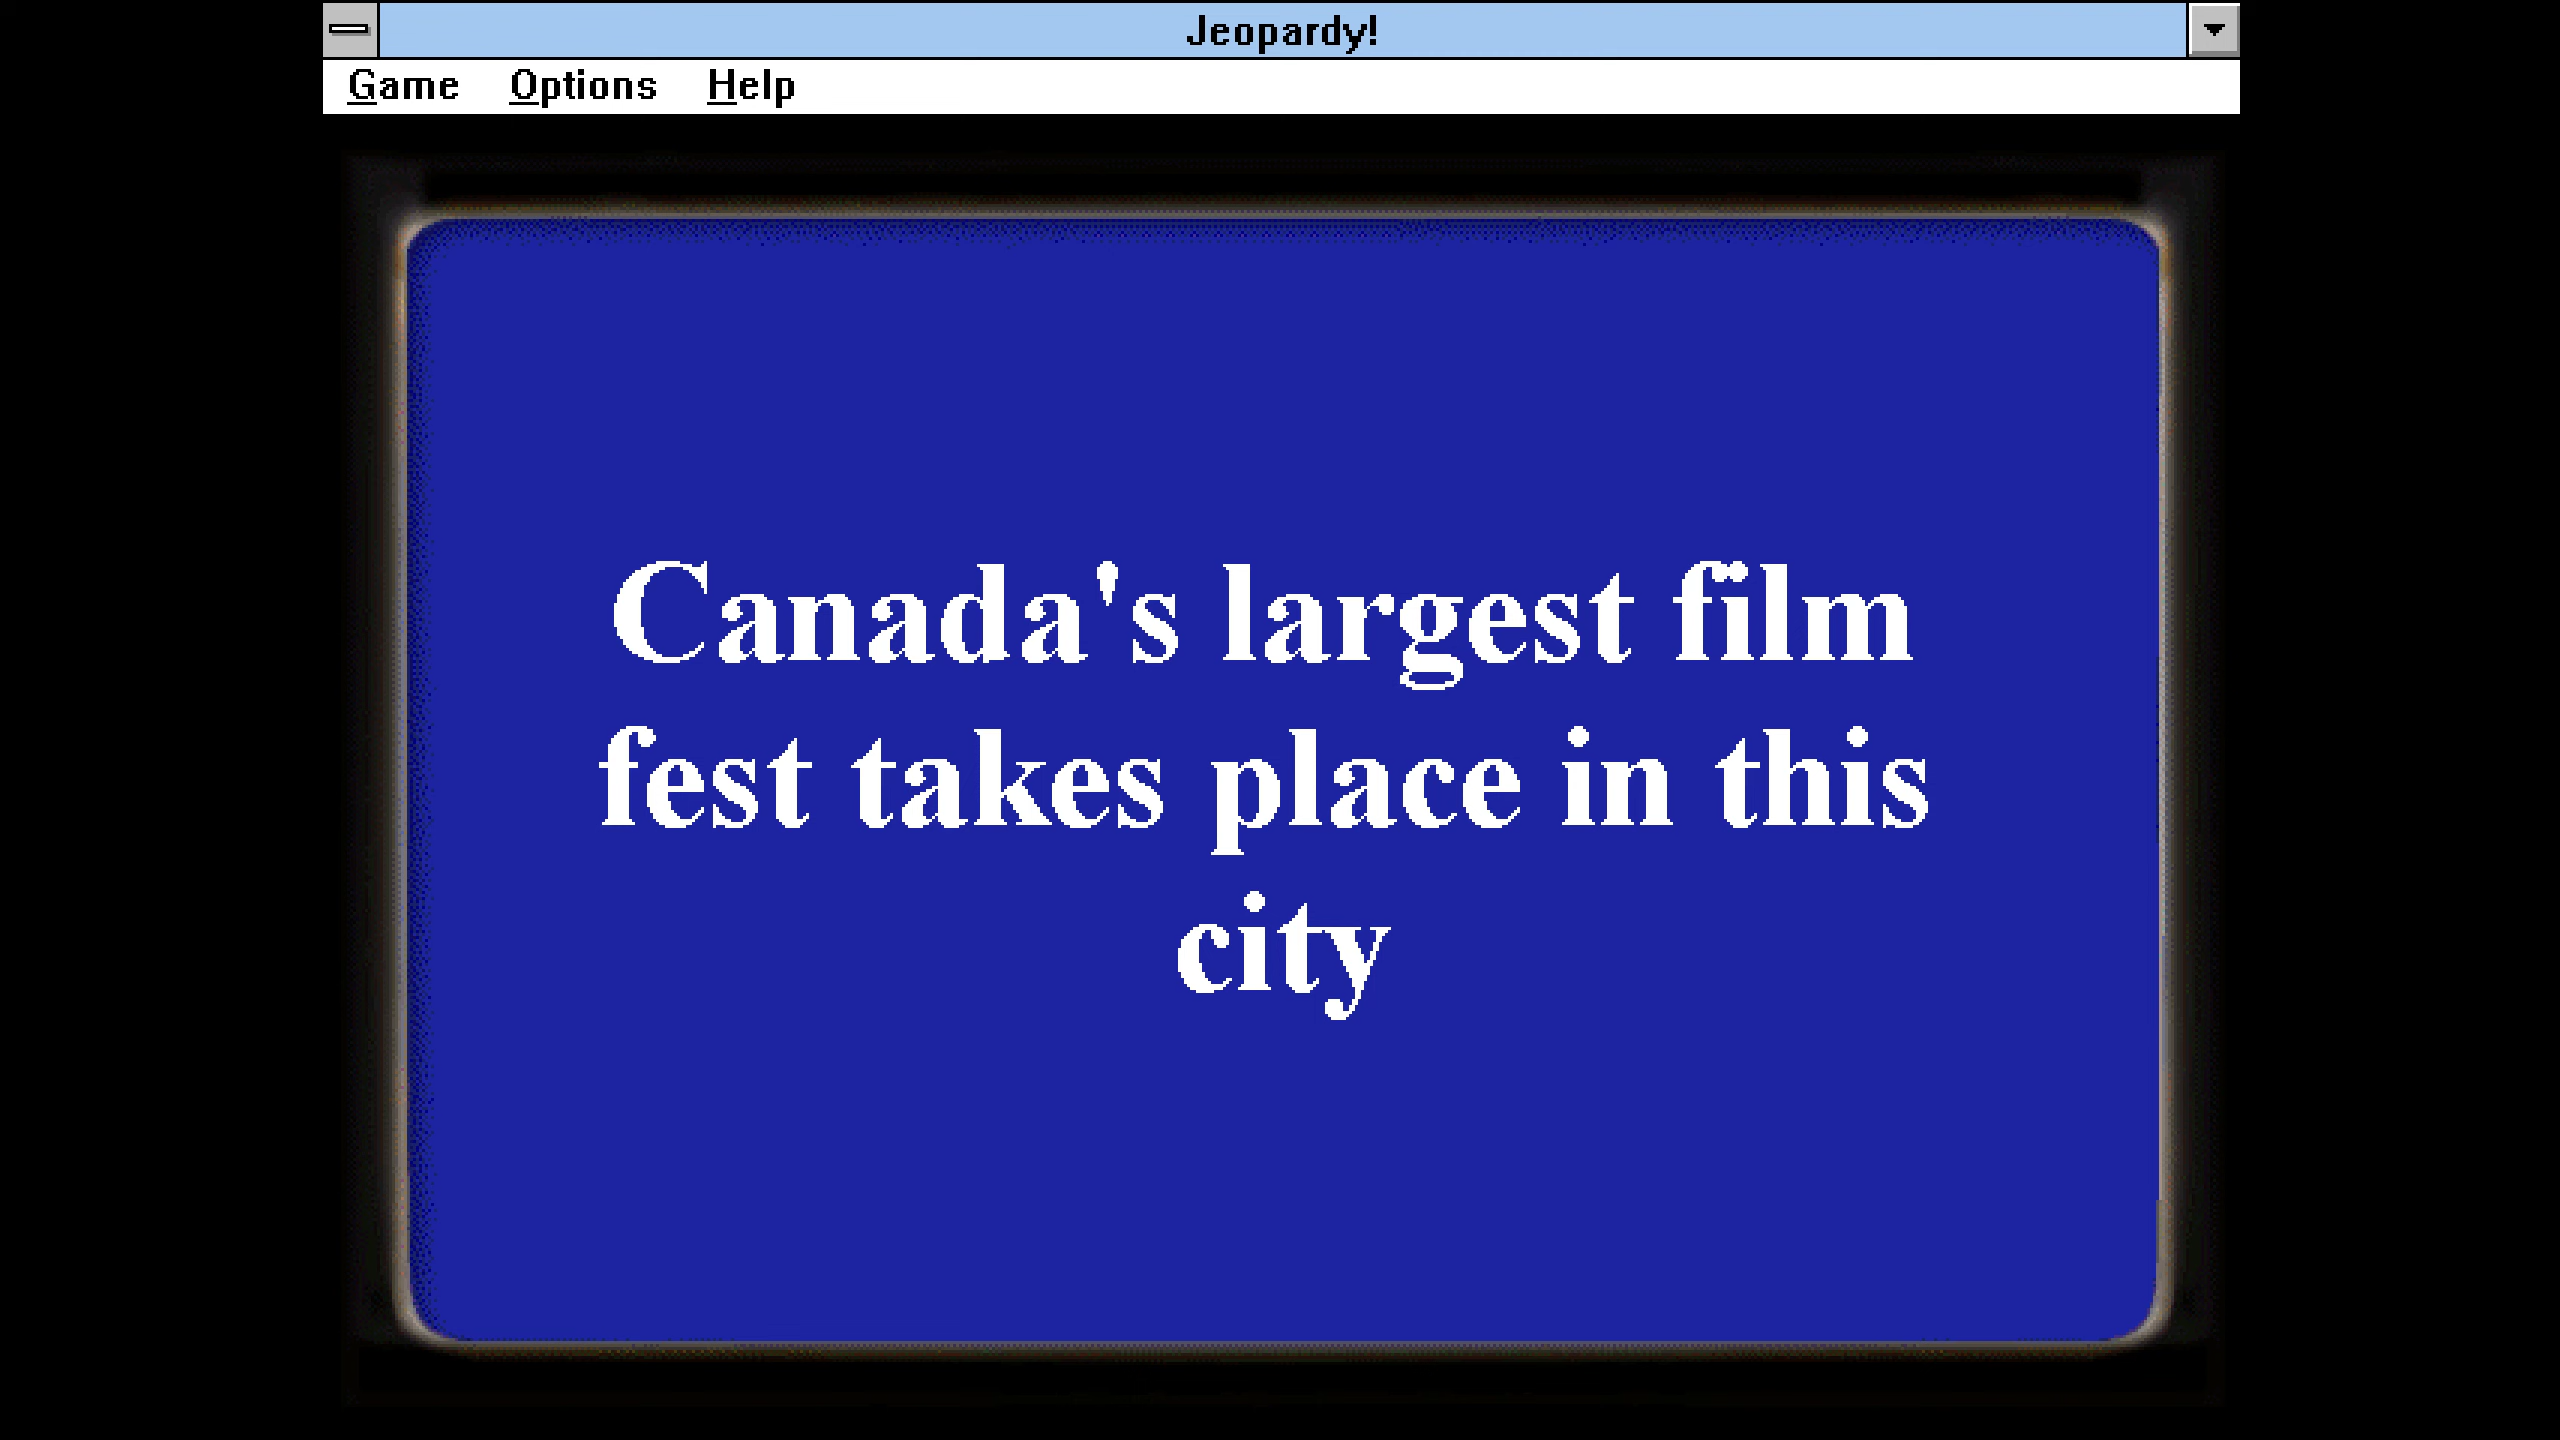 Jeopardy!
Game Options Help
Canada's largest film
fest takes place in this
city